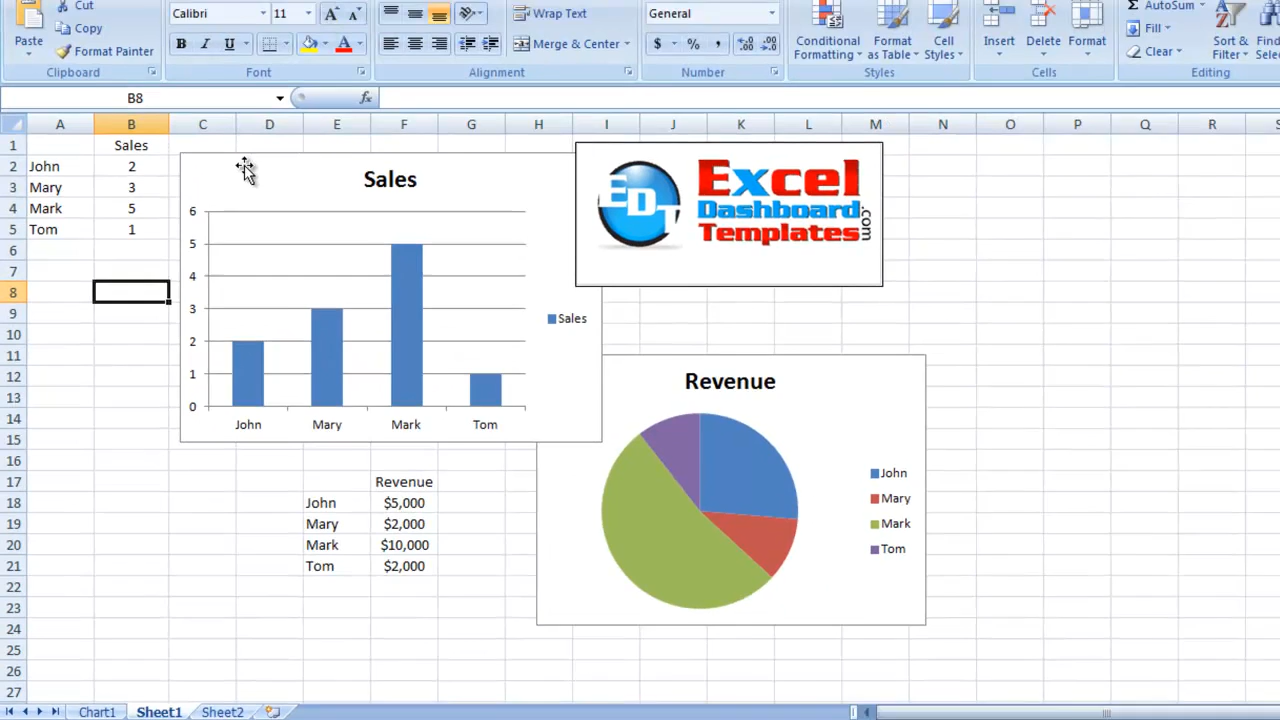 Cut
Copy
Format Painter
Paste
Clipboard
Calibri 11 A A
B I U A
Font
Wrap Text
Merge & Center
Alignment
General
$ % ,
.0 .00
.00 .0
Number
Conditional
Formatting
Format
as Table
Cell
Styles
Styles
Insert
Delete
Format
Cells
Σ AutoSum
Fill
Clear
Sort &
Filter
Editing
B8 fx
A B C D E F G H I J K L M N O P Q R
1 Sales
2 John 2
3 Mary 3
4 Mark 5
5 Tom 1
6
7
8
9
10
11
12
13
14
15
16
17 Revenue
18 John $5,000
19 Mary $2,000
20 Mark $10,000
21 Tom $2,000
22
23
24
25
26
27
Sales
6
5
4
3
2
1
0
John Mary Mark Tom
Sales
EDT
Excel
Dashboard
Templates
.com
Revenue
John
Mary
Mark
Tom
Chart1 Sheet1 Sheet2